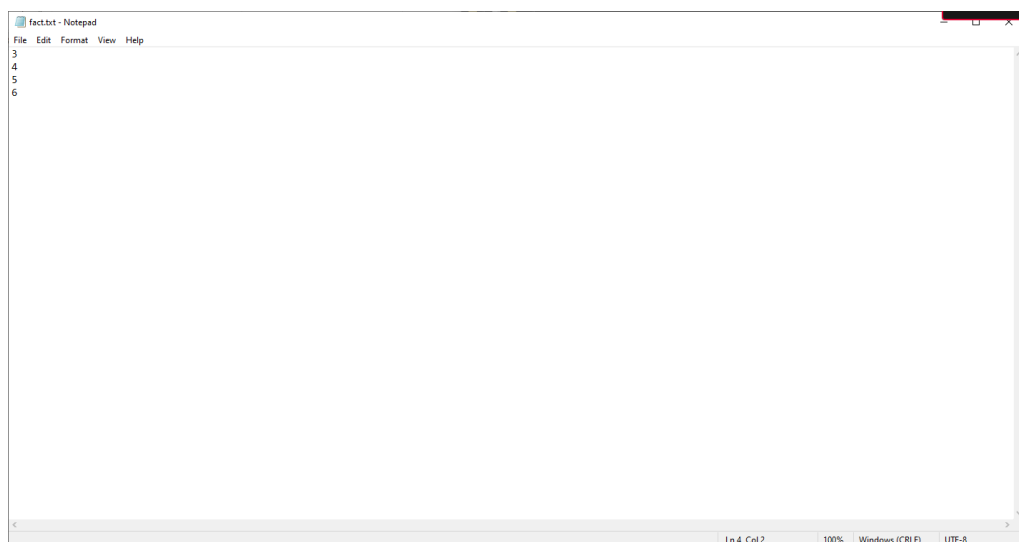 fact.txt - Notepad
File Edit Format View Help
3
4
5
6
Ln 4, Col 2 100% Windows (CRLF) UTF-8